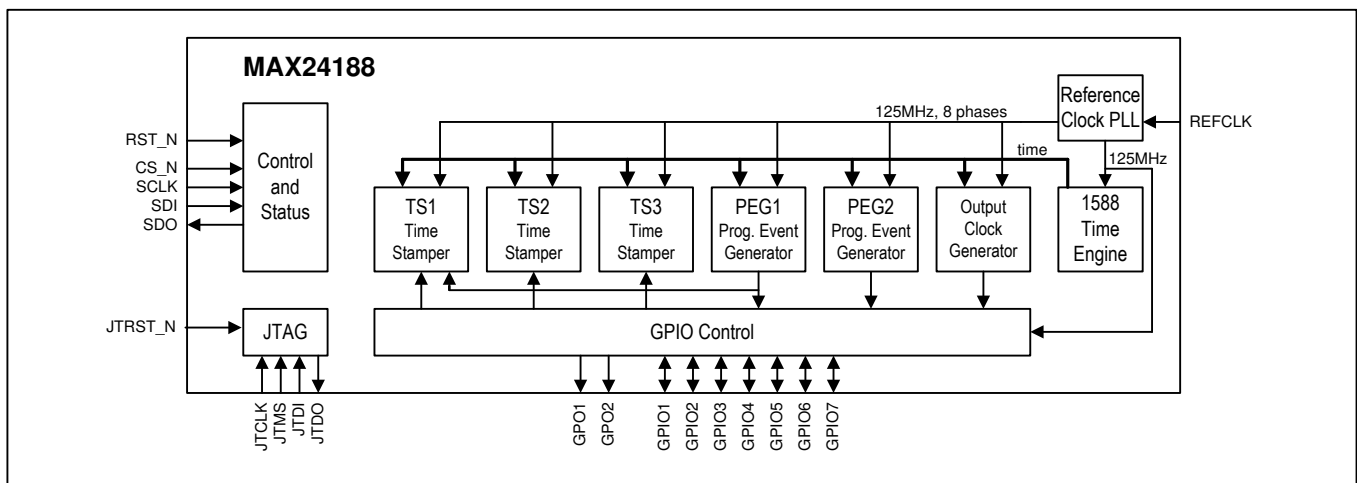 MAX24188
RST_N
CS_N
SCLK
SDI
SDO
Control
and
Status
125MHz, 8 phases
Reference
Clock PLL
REFCLK
time
125MHz
TS1
Time
Stamper
TS2
Time
Stamper
TS3
Time
Stamper
PEG1
Prog. Event
Generator
PEG2
Prog. Event
Generator
Output
Clock
Generator
1588
Time
Engine
JTRST_N
JTAG
GPIO Control
JTCLK
JTMS
JTDI
JTDO
GPO1
GPO2
GPIO1
GPIO2
GPIO3
GPIO4
GPIO5
GPIO6
GPIO7